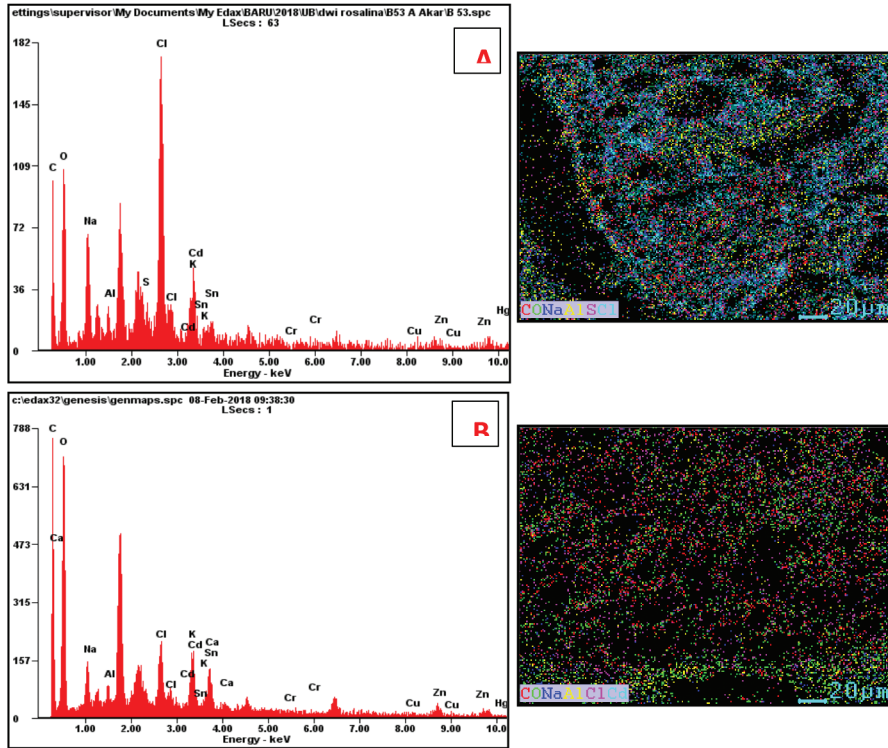 ettings\supervisor\My Documents\My Edax\BARU\2018\UB\dwi rosalina\B53 A Akar\B 53.spc
LSecs : 63
A
182
145
109
72
36
0
Cl
O
C
Na
Al
S
Cl
Cd
K
Cd
Sn
K
Sn
Cr
Cr
Cu
Zn
Cu
Zn
Hg
1.00 2.00 3.00 4.00 5.00 6.00 7.00 8.00 9.00 10.0
Energy - keV
CONaAlSCl
20µm
c:\edax32\genesis\genmaps.spc 08-Feb-2018 09:38:30
LSecs : 1
B
788
631
473
315
157
0
C
O
Ca
Na
Al
Cl
Cl
K
Cd
Cd
Sn
K
Ca
Sn
Ca
Cr
Cr
Cu
Zn
Cu
Zn
Hg
1.00 2.00 3.00 4.00 5.00 6.00 7.00 8.00 9.00 10.0
Energy - keV
CONaAlClCd
20µm